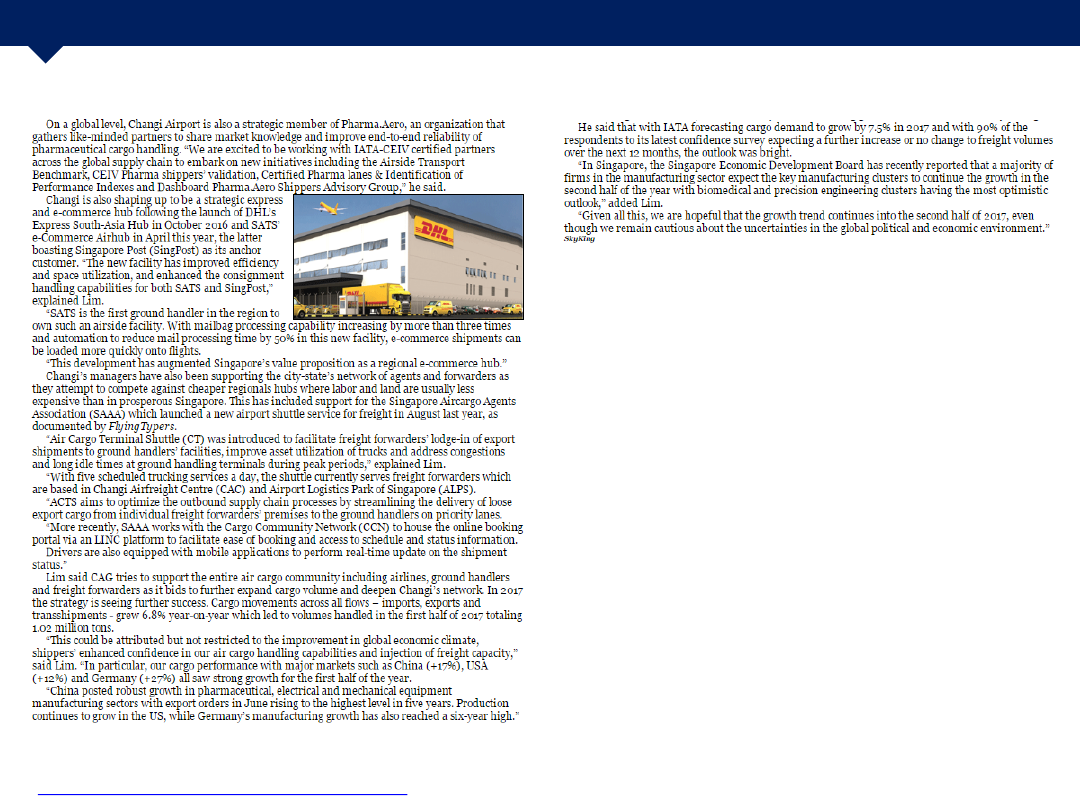 On a global level, Changi Airport is also a strategic member of Pharma.Aero, an organization that
gathers like-minded partners to share market knowledge and improve end-to-end reliability of
pharmaceutical cargo handling. “We are excited to be working with IATA-CEIV certified partners
across the global supply chain to embark on new initiatives including the Airside Transport
Benchmark, CEIV Pharma shippers’ validation, Certified Pharma lanes & Identification of
Performance Indexes and Dashboard Pharma.Aero Shippers Advisory Group,” he said.
Changi is also shaping up to be a strategic express
and e-commerce hub following the launch of DHL’s
Express South-Asia Hub in October 2016 and SATS’
e-Commerce Airhub in April this year, the latter
boasting Singapore Post (SingPost) as its anchor
customer. “The new facility has improved efficiency
and space utilization, and enhanced the consignment
handling capabilities for both SATS and SingPost,”
explained Lim.
“SATS is the first ground handler in the region to
own such an airside facility. With mailbag processing capability increasing by more than three times
and automation to reduce mail processing time by 50% in this new facility, e-commerce shipments can
be loaded more quickly onto flights.
“This development has augmented Singapore’s value proposition as a regional e-commerce hub.”
Changi’s managers have also been supporting the city-state’s network of agents and forwarders as
they attempt to compete against cheaper regionals hubs where labor and land are usually less
expensive than in prosperous Singapore. This has included support for the Singapore Aircargo Agents
Association (SAAA) which launched a new airport shuttle service for freight in August last year, as
documented by FlyingTypers.
“Air Cargo Terminal Shuttle (CT) was introduced to facilitate freight forwarders’ lodge-in of export
shipments to ground handlers’ facilities, improve asset utilization of trucks and address congestions
and long idle times at ground handling terminals during peak periods,” explained Lim.
“With five scheduled trucking services a day, the shuttle currently serves freight forwarders which
are based in Changi Airfreight Centre (CAC) and Airport Logistics Park of Singapore (ALPS).
“ACTS aims to optimize the outbound supply chain processes by streamlining the delivery of loose
export cargo from individual freight forwarders’ premises to the ground handlers on priority lanes.
“More recently, SAAA works with the Cargo Community Network (CCN) to house the online booking
portal via an LINC platform to facilitate ease of booking and access to schedule and status information.
Drivers are also equipped with mobile applications to perform real-time update on the shipment
status.”
Lim said CAG tries to support the entire air cargo community including airlines, ground handlers
and freight forwarders as it bids to further expand cargo volume and deepen Changi’s network. In 2017
the strategy is seeing further success. Cargo movements across all flows – imports, exports and
transshipments - grew 6.8% year-on-year which led to volumes handled in the first half of 2017 totaling
1.02 million tons.
“This could be attributed but not restricted to the improvement in global economic climate,
shippers’ enhanced confidence in our air cargo handling capabilities and injection of freight capacity,”
said Lim. “In particular, our cargo performance with major markets such as China (+17%), USA
(+12%) and Germany (+27%) all saw strong growth for the first half of the year.
“China posted robust growth in pharmaceutical, electrical and mechanical equipment
manufacturing sectors with export orders in June rising to the highest level in five years. Production
continues to grow in the US, while Germany’s manufacturing growth has also reached a six-year high.”
DHL
He said that with IATA forecasting cargo demand to grow by 7.5% in 2017 and with 90% of the
respondents to its latest confidence survey expecting a further increase or no change to freight volumes
over the next 12 months, the outlook was bright.
“In Singapore, the Singapore Economic Development Board has recently reported that a majority of
firms in the manufacturing sector expect the key manufacturing clusters to continue the growth in the
second half of the year with biomedical and precision engineering clusters having the most optimistic
outlook,” added Lim.
“Given all this, we are hopeful that the growth trend continues into the second half of 2017, even
though we remain cautious about the uncertainties in the global political and economic environment.”
SkyKing